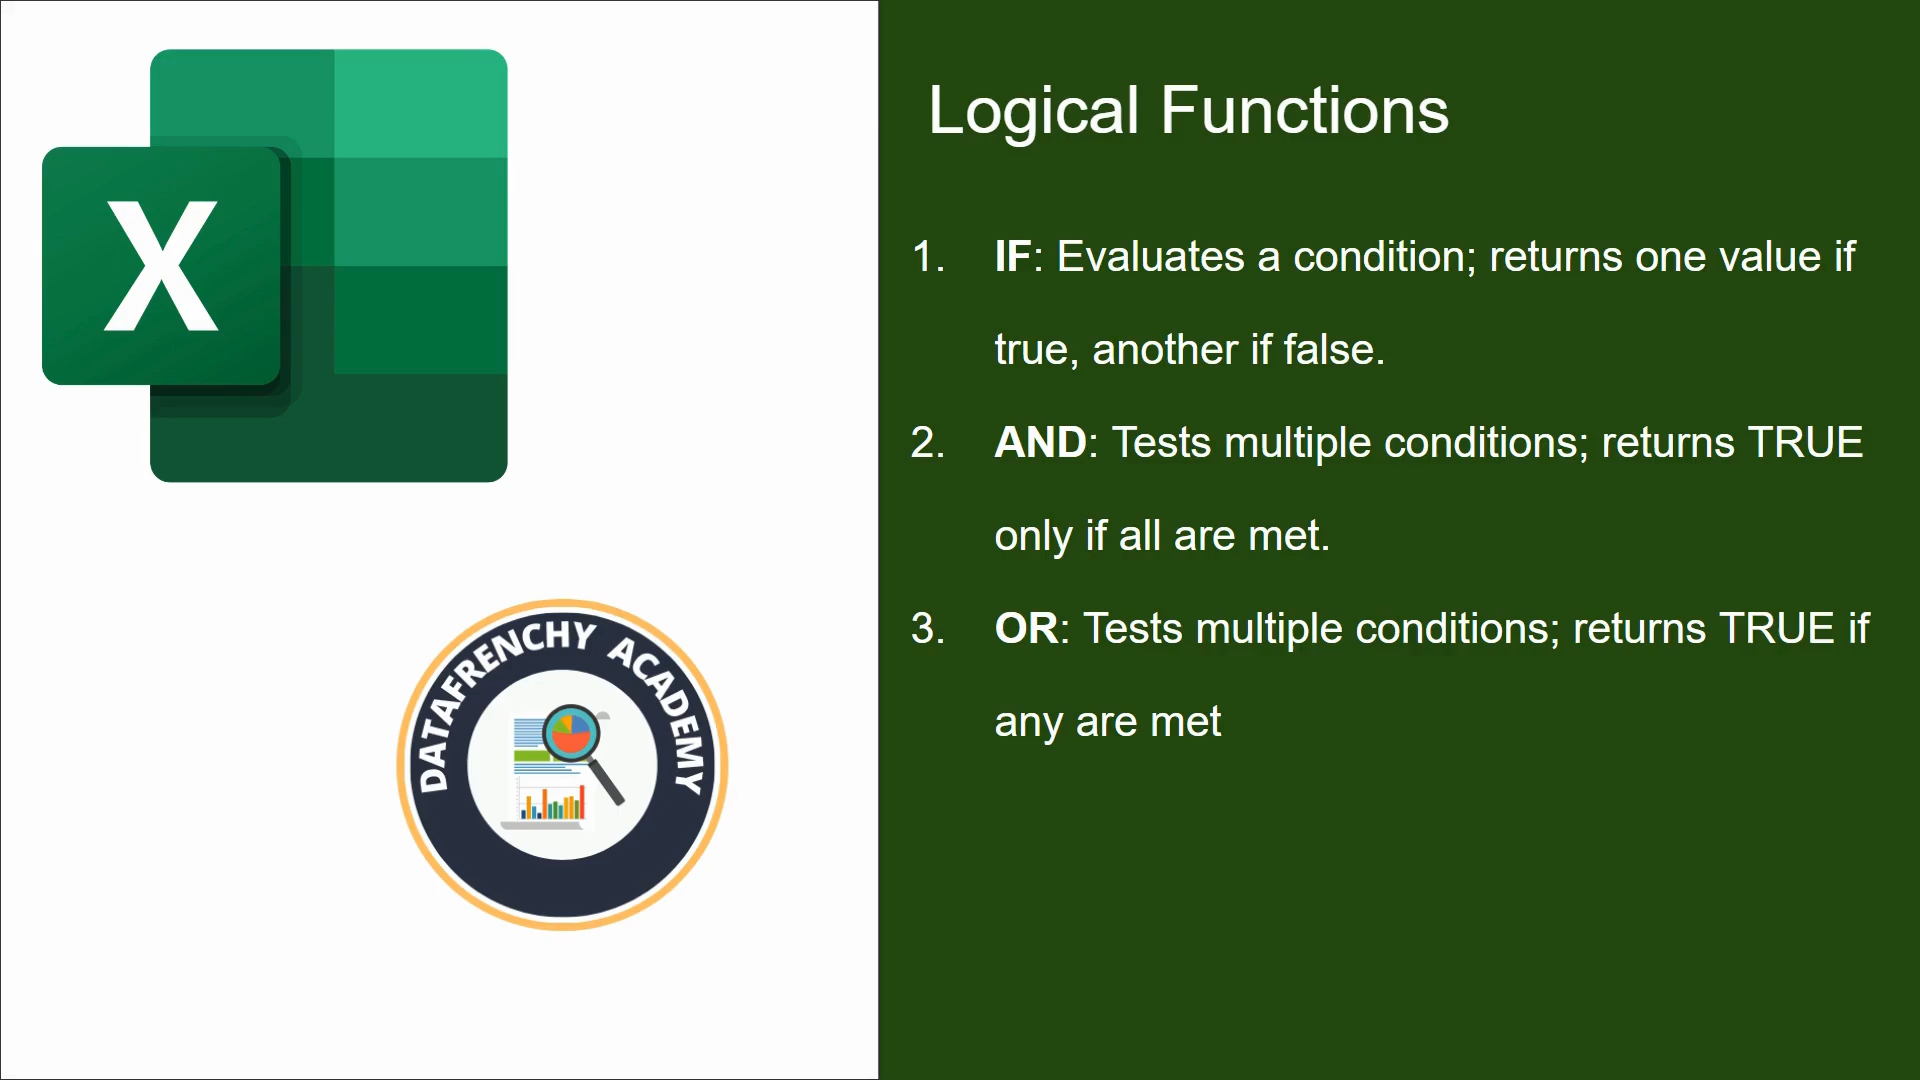 X
DATAFRENCHY ACADEMY
Logical Functions
1. IF: Evaluates a condition; returns one value if
true, another if false.
2. AND: Tests multiple conditions; returns TRUE
only if all are met.
3. OR: Tests multiple conditions; returns TRUE if
any are met